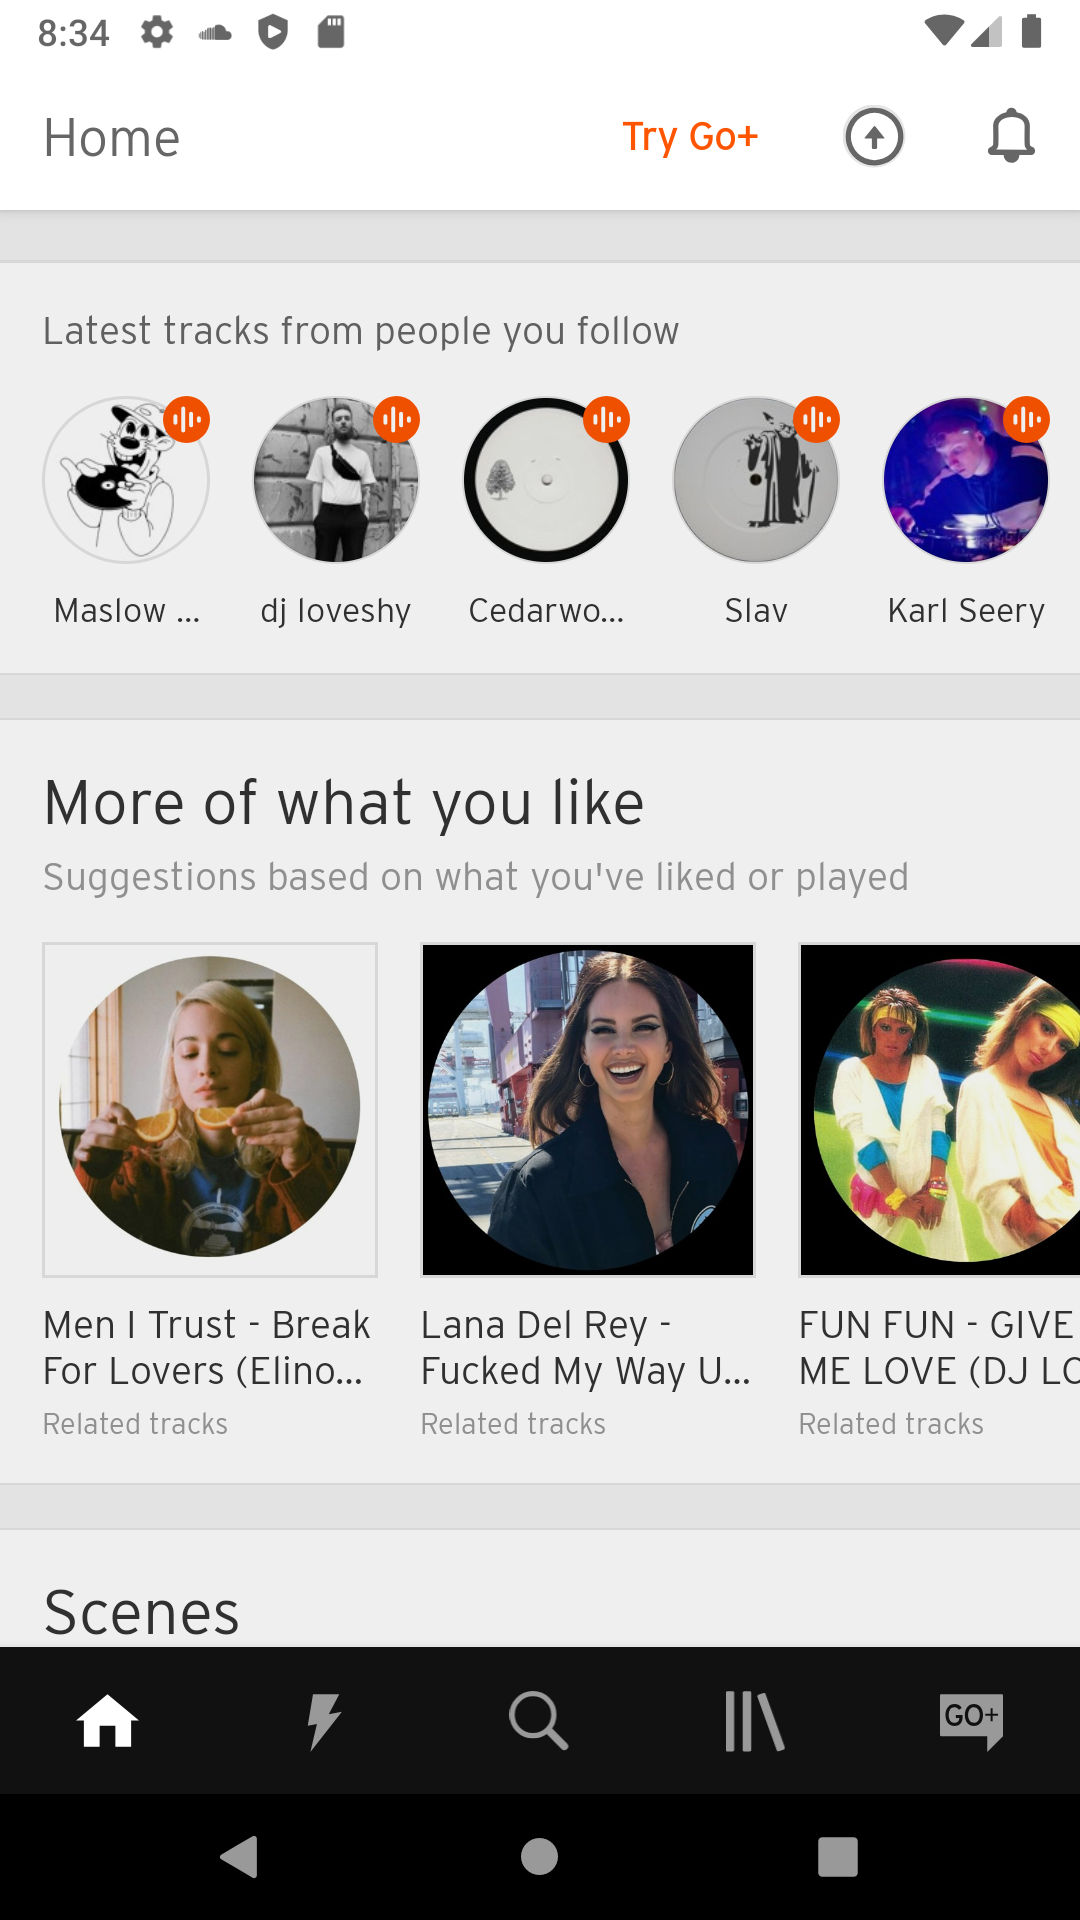 8:34
Home
Try Go+
Latest tracks from people you follow
Maslow ...
dj loveshy
Cedarwo...
Slav
Karl Seery
More of what you like
Suggestions based on what you've liked or played
Men I Trust - Break
For Lovers (Elino...
Related tracks
Lana Del Rey -
Fucked My Way U...
Related tracks
FUN FUN - GIVE
ME LOVE (DJ LO
Related tracks
Scenes
GO+